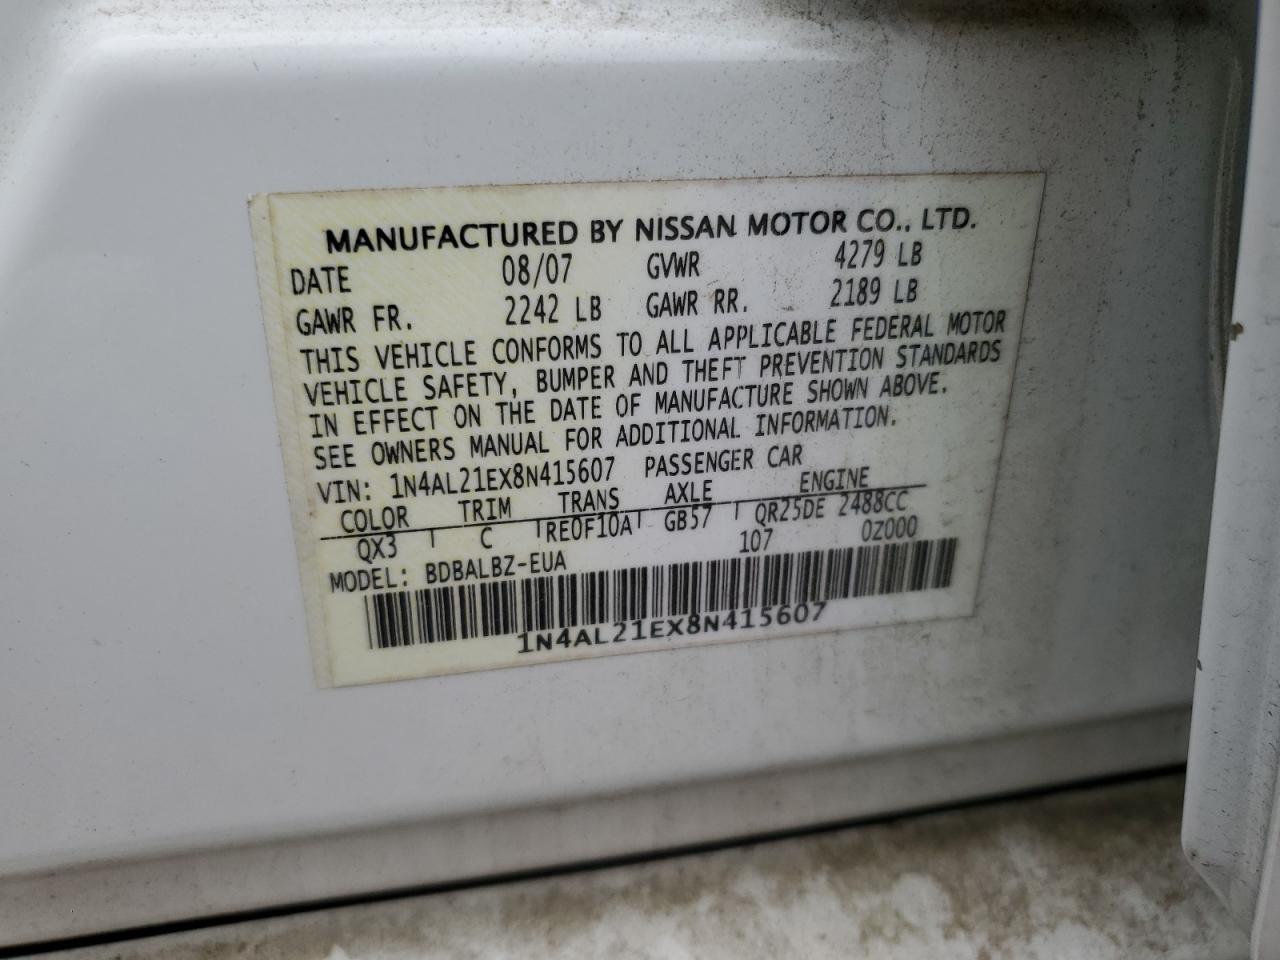 MANUFACTURED BY NISSAN MOTOR CO., LTD.
DATE 08/07 GVWR 4279 LB
GAWR FR. 2242 LB GAWR RR. 2189 LB
THIS VEHICLE CONFORMS TO ALL APPLICABLE FEDERAL MOTOR
VEHICLE SAFETY, BUMPER AND THEFT PREVENTION STANDARDS
IN EFFECT ON THE DATE OF MANUFACTURE SHOWN ABOVE.
SEE OWNERS MANUAL FOR ADDITIONAL INFORMATION.
VIN: 1N4AL21EX8N415607 PASSENGER CAR
COLOR TRIM TRANS AXLE ENGINE
QX3 C RE0F10A GB57 QR25DE 2488CC
107 0Z000
MODEL: BDBALBZ-EUA
1N4AL21EX8N415607